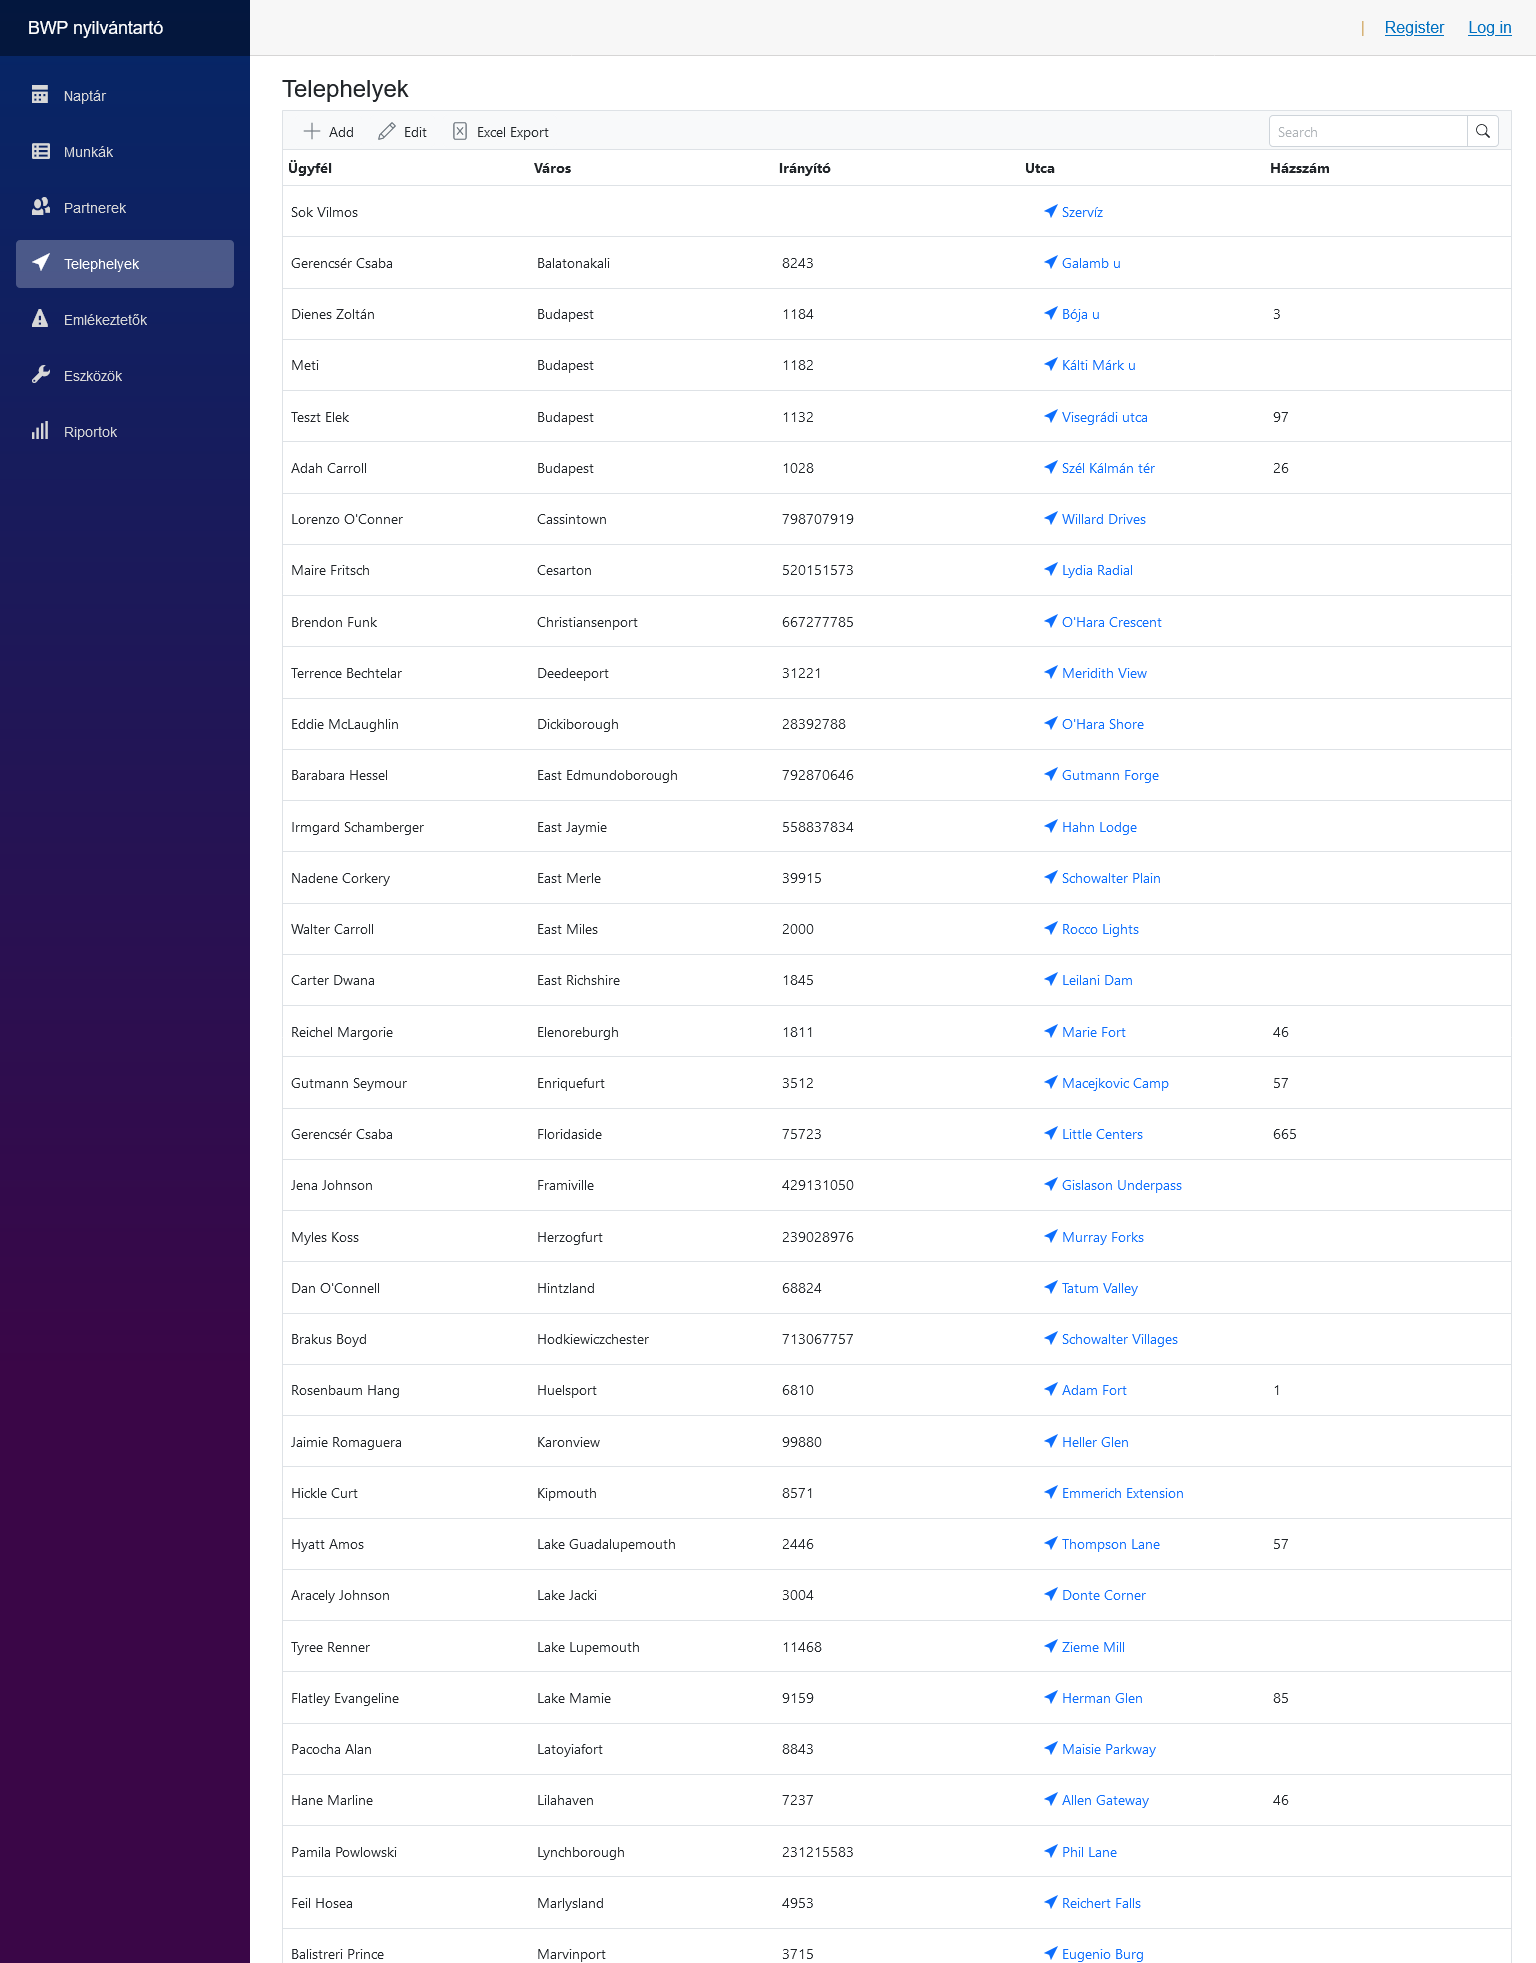 BWP nyilvántartó
| Register Log in
Naptár
Munkák
Partnerek
Telephelyek
Emlékeztetők
Eszközök
Riportok
Telephelyek
Add Edit Excel Export Search
Ügyfél Város Irányító Utca Házszám
Sok Vilmos Szervíz
Gerencsér Csaba Balatonakali 8243 Galamb u
Dienes Zoltán Budapest 1184 Bója u 3
Meti Budapest 1182 Kálti Márk u
Teszt Elek Budapest 1132 Visegrádi utca 97
Adah Carroll Budapest 1028 Szél Kálmán tér 26
Lorenzo O'Conner Cassintown 798707919 Willard Drives
Maire Fritsch Cesarton 520151573 Lydia Radial
Brendon Funk Christiansenport 667277785 O'Hara Crescent
Terrence Bechtelar Deedeeport 31221 Meridith View
Eddie McLaughlin Dickiborough 28392788 O'Hara Shore
Barabara Hessel East Edmundoborough 792870646 Gutmann Forge
Irmgard Schamberger East Jaymie 558837834 Hahn Lodge
Nadene Corkery East Merle 39915 Schowalter Plain
Walter Carroll East Miles 2000 Rocco Lights
Carter Dwana East Richshire 1845 Leilani Dam
Reichel Margorie Elenoreburgh 1811 Marie Fort 46
Gutmann Seymour Enriquefurt 3512 Macejkovic Camp 57
Gerencsér Csaba Floridaside 75723 Little Centers 665
Jena Johnson Framiville 429131050 Gislason Underpass
Myles Koss Herzogfurt 239028976 Murray Forks
Dan O'Connell Hintzland 68824 Tatum Valley
Brakus Boyd Hodkiewiczchester 713067757 Schowalter Villages
Rosenbaum Hang Huelsport 6810 Adam Fort 1
Jaimie Romaguera Karonview 99880 Heller Glen
Hickle Curt Kipmouth 8571 Emmerich Extension
Hyatt Amos Lake Guadalupemouth 2446 Thompson Lane 57
Aracely Johnson Lake Jacki 3004 Donte Corner
Tyree Renner Lake Lupemouth 11468 Zieme Mill
Flatley Evangeline Lake Mamie 9159 Herman Glen 85
Pacocha Alan Latoyiafort 8843 Maisie Parkway
Hane Marline Lilahaven 7237 Allen Gateway 46
Pamila Powlowski Lynchborough 231215583 Phil Lane
Feil Hosea Marlysland 4953 Reichert Falls
Balistreri Prince Marvinport 3715 Eugenio Burg